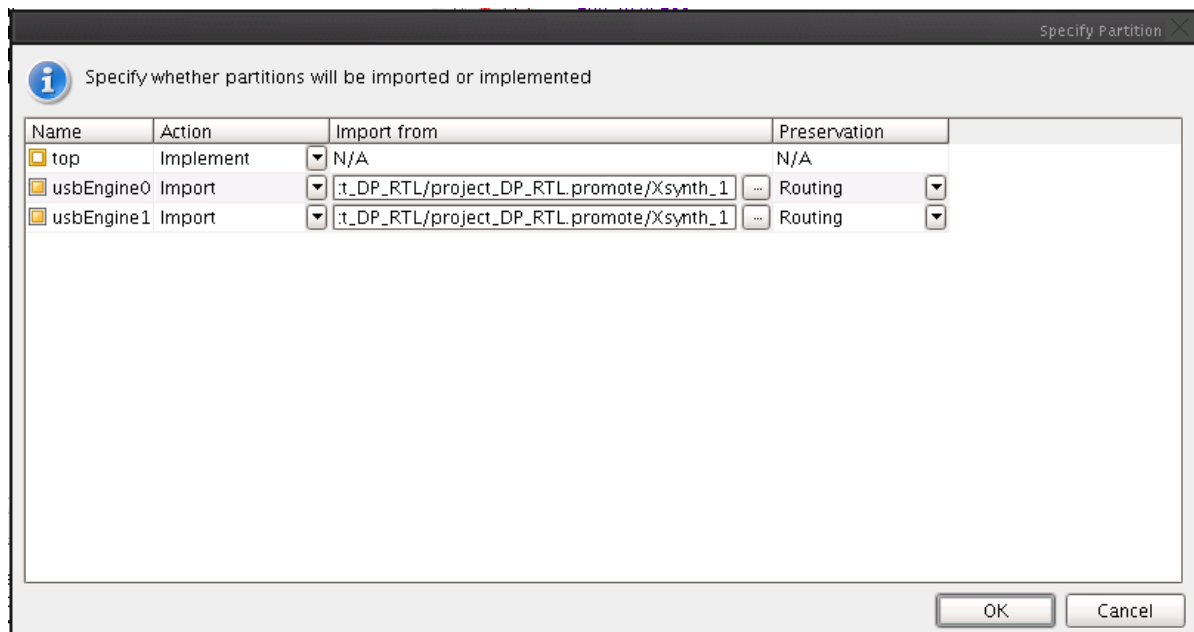 Specify Partition
Specify whether partitions will be imported or implemented
Name Action Import from Preservation
top Implement N/A N/A
usbEngine0 Import :t_DP_RTL/project_DP_RTL.promote/Xsynth_1 ... Routing
usbEngine1 Import :t_DP_RTL/project_DP_RTL.promote/Xsynth_1 ... Routing
OK Cancel